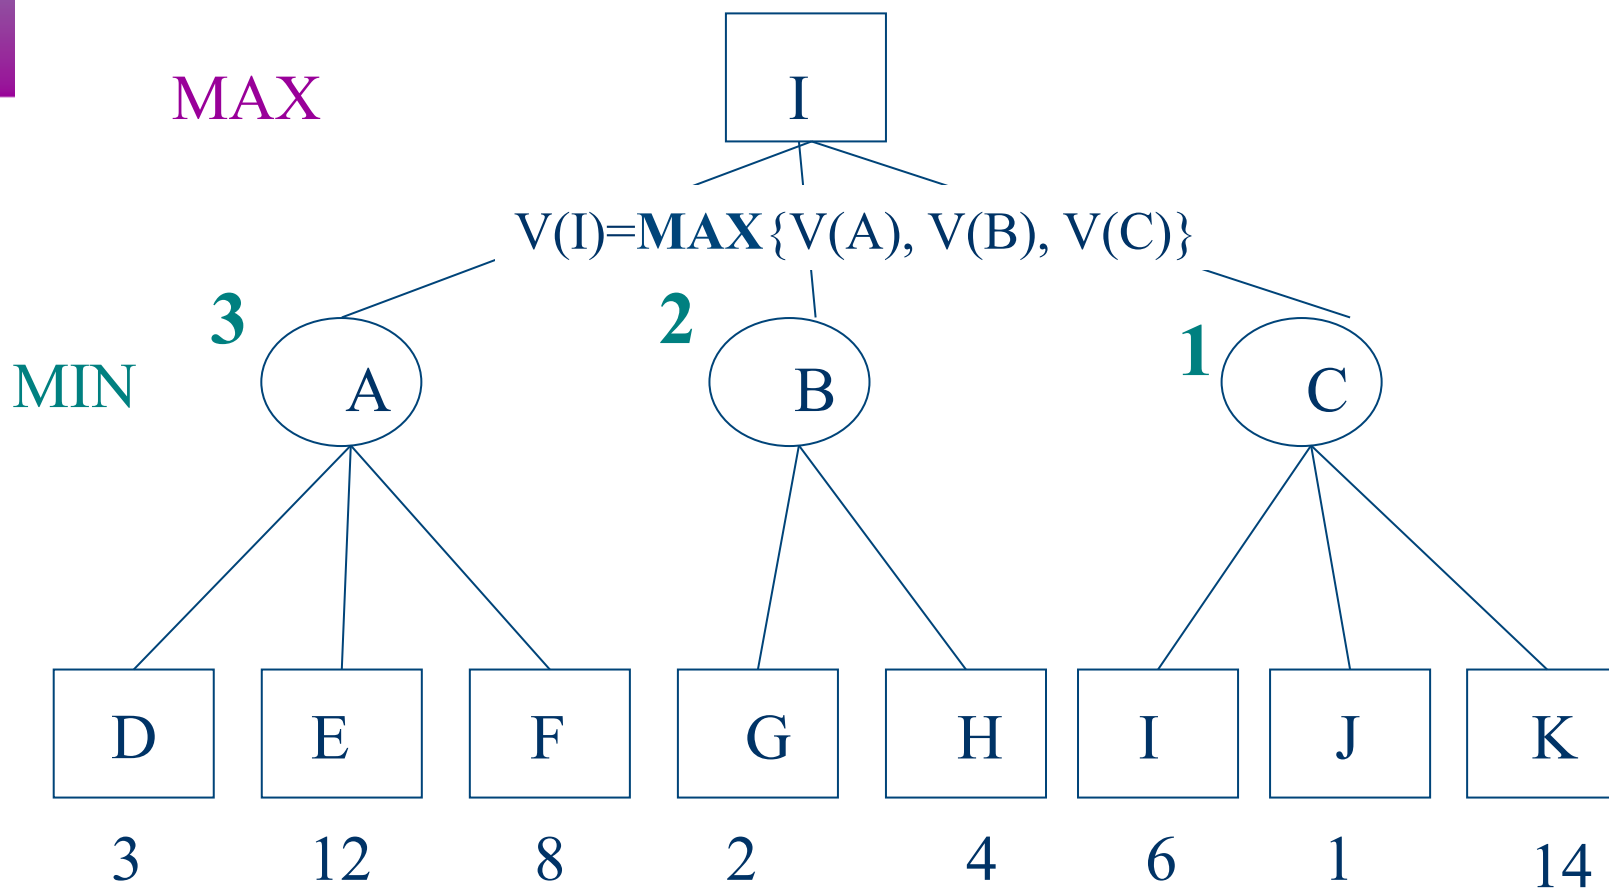 I
MAX
V(I)=MAX{V(A), V(B), V(C)}
3 2 1
MIN A B C
D E F G H I J K
3 12 8 2 4 6 1 14